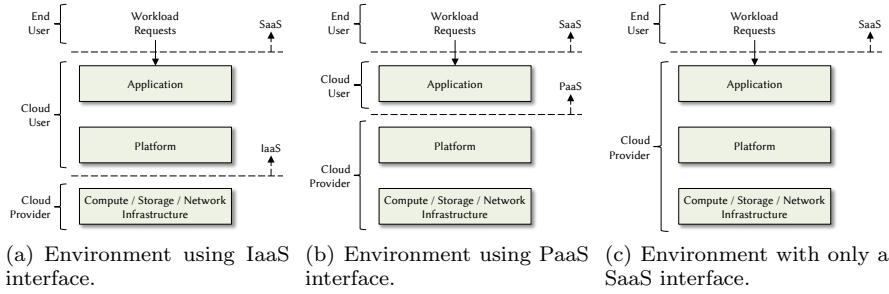 End
User
Workload
Requests
SaaS
Cloud
User
Application
Platform
IaaS
Cloud
Provider
Compute / Storage / Network
Infrastructure
(a) Environment using IaaS
interface.
End
User
Workload
Requests
SaaS
Cloud
User
Application
PaaS
Cloud
Provider
Platform
Compute / Storage / Network
Infrastructure
(b) Environment using PaaS
interface.
End
User
Workload
Requests
SaaS
Cloud
Provider
Application
Platform
Compute / Storage / Network
Infrastructure
(c) Environment with only a
SaaS interface.